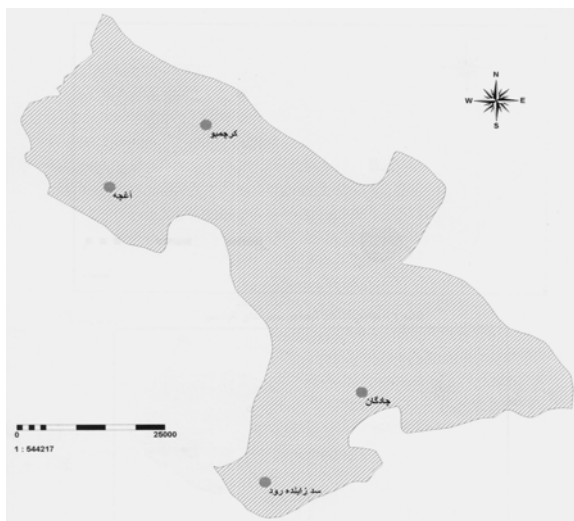 N
W E
S
کرچمبو
آغچه
چادگان
سد زاینده رود
0 25000
1 : 544217